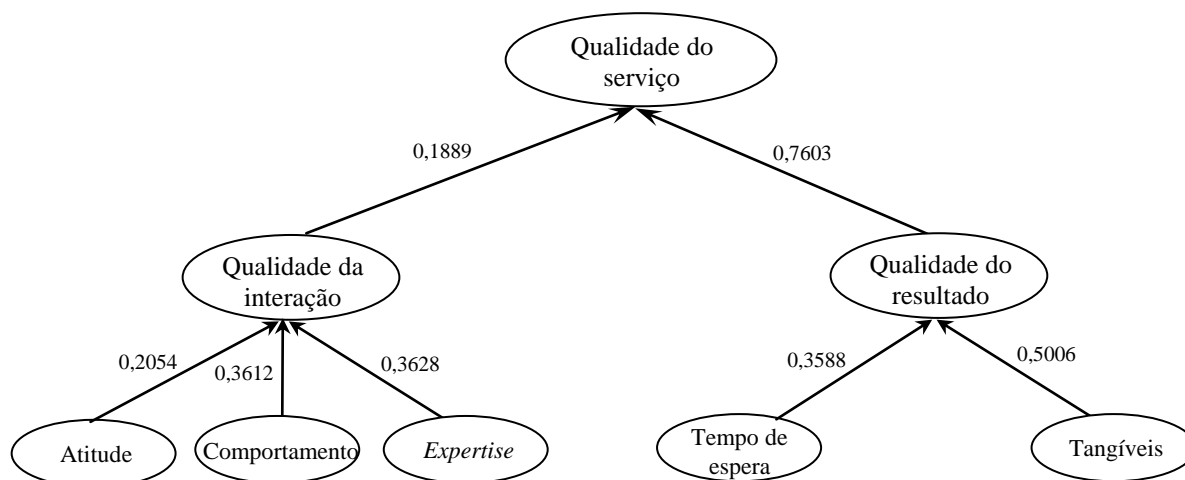 Qualidade do
serviço
0,1889
0,7603
Qualidade da
interação
Qualidade do
resultado
0,2054
0,3612
0,3628
0,3588
0,5006
Atitude
Comportamento
Expertise
Tempo de
espera
Tangíveis